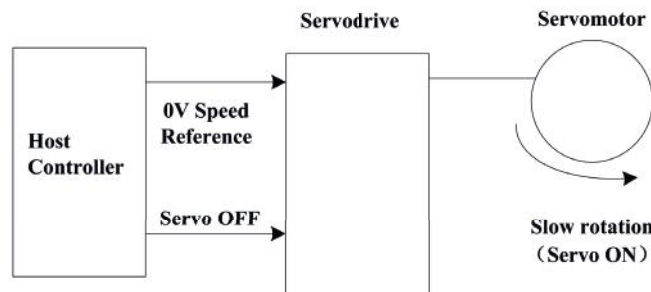 Servodrive
Servomotor
0V Speed
Reference
Host
Controller
Servo OFF
Slow rotation
（Servo ON）